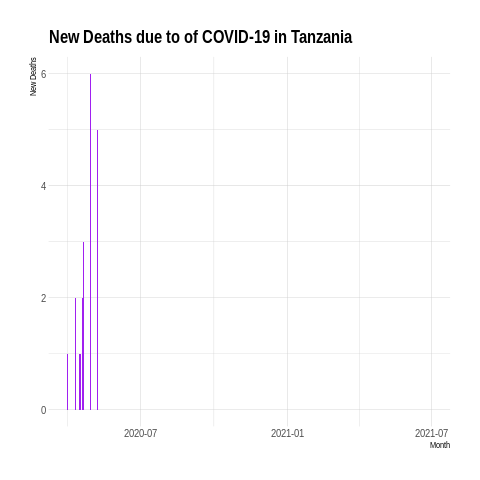 New Deaths due to of COVID-19 in Tanzania
New Deaths
6
4
2
0
2020-07 2021-01 2021-07
Month